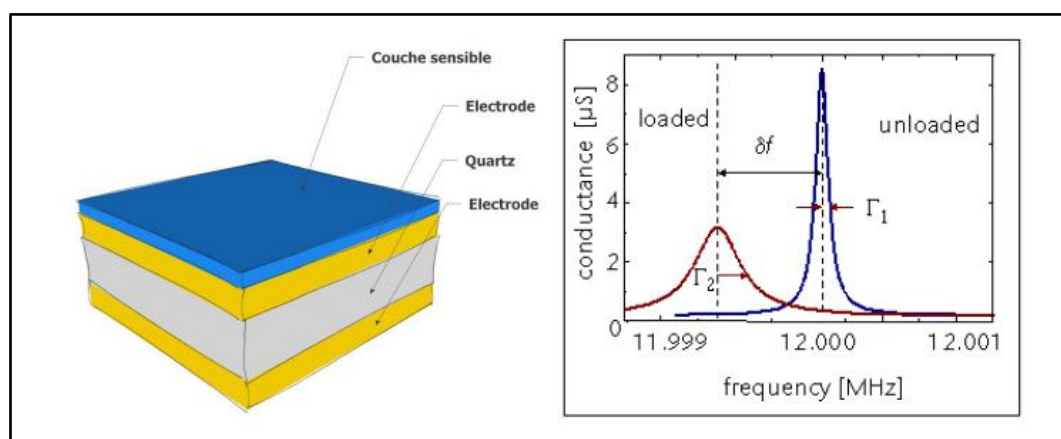 Couche sensible
Electrode
Quartz
Electrode
conductance [µS]
8
6
4
2
0
loaded
unloaded
δf
Γ1
Γ2
11.999
12.000
12.001
frequency [MHz]